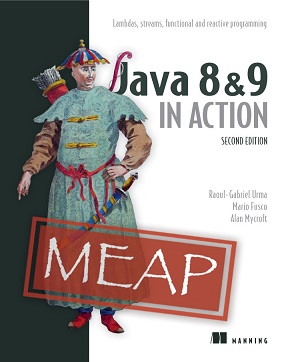 Lambdas, streams, functional and reactive programming
Java 8 & 9
IN ACTION
SECOND EDITION
Raoul-Gabriel Urma
Mario Fusco
Alan Mycroft
MEAP
MANNING